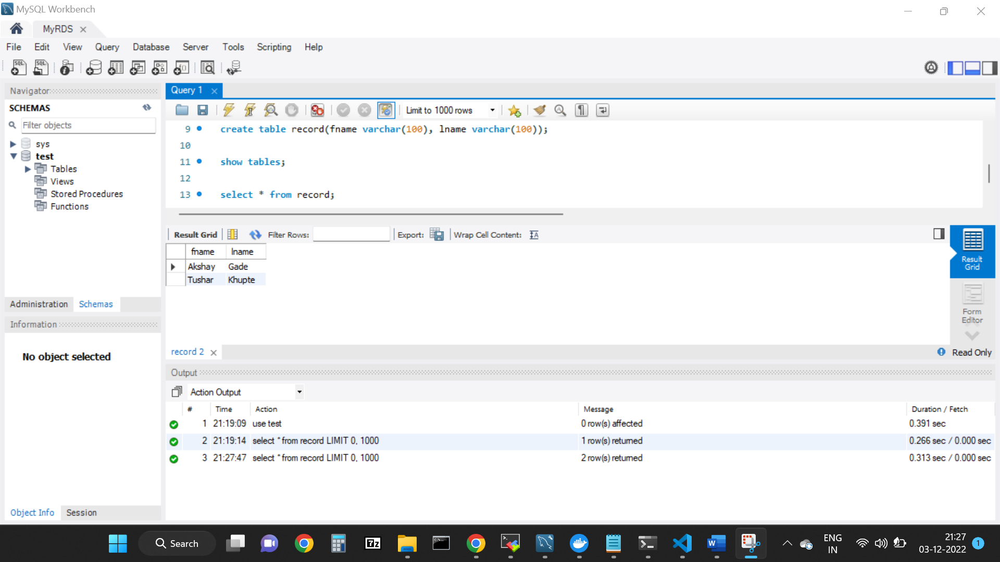 MySQL Workbench
MyRDS
File Edit View Query Database Server Tools Scripting Help
Navigator
SCHEMAS
Filter objects
sys
test
Tables
Views
Stored Procedures
Functions
Administration Schemas
Information
No object selected
Object Info Session
Query 1
Limit to 1000 rows
9 create table record(fname varchar(100), lname varchar(100));
10
11 show tables;
12
13 select * from record;
Result Grid Filter Rows: Export: Wrap Cell Content:
fname lname
Akshay Gade
Tushar Khupte
Result
Grid
Form
Editor
record 2
Read Only
Output
Action Output
# Time Action Message Duration / Fetch
1 21:19:09 use test 0 row(s) affected 0.391 sec
2 21:19:14 select * from record LIMIT 0, 1000 1 row(s) returned 0.266 sec / 0.000 sec
3 21:27:47 select * from record LIMIT 0, 1000 2 row(s) returned 0.313 sec / 0.000 sec
Search
ENG
IN
21:27
03-12-2022
1